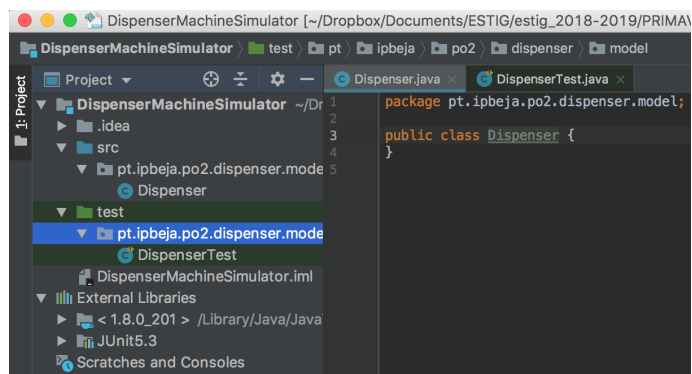 DispenserMachineSimulator [~/Dropbox/Documents/ESTIG/estig_2018-2019/PRIMAV
DispenserMachineSimulator test pt ipbeja po2 dispenser model
1: Project
Project
Dispenser.java
DispenserTest.java
DispenserMachineSimulator ~/Dr
.idea
src
pt.ipbeja.po2.dispenser.mode
Dispenser
test
pt.ipbeja.po2.dispenser.mode
DispenserTest
DispenserMachineSimulator.iml
External Libraries
< 1.8.0_201 > /Library/Java/Java
JUnit5.3
Scratches and Consoles
1 package pt.ipbeja.po2.dispenser.model;
2
3 public class Dispenser {
4 }
5